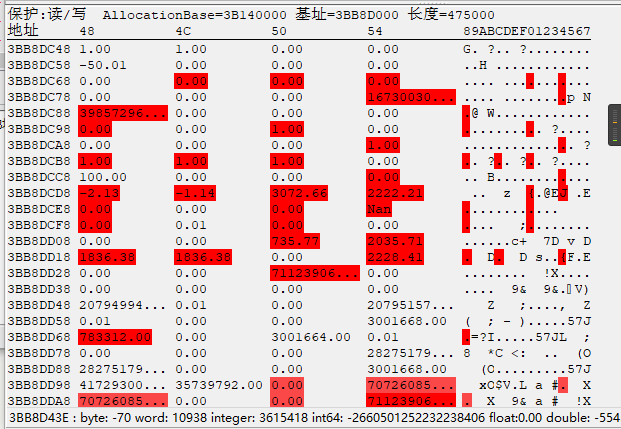 保护:读/写 AllocationBase=3B140000 基址=3BB8D000 长度=475000
地址 48 4C 50 54 89ABCDEF01234567
3BB8DC48 1.00 1.00 0.00 0.00 G. ?.. ?........
3BB8DC58 -50.01 0.00 0.00 0.00 ..H ............
3BB8DC68 0.00 0.00 0.00 0.00 .... ...........
3BB8DC78 0.00 0.00 0.00 16730030... .... ........pN
3BB8DC88 39857296... 0.00 0.00 0.00 .@ W............
3BB8DC98 0.00 0.00 1.00 0.00 .......... ?....
3BB8DCA8 0.00 0.00 0.00 1.00 .............. ?
3BB8DCB8 1.00 1.00 1.00 0.00 .. ?.. ?.. ?....
3BB8DCC8 100.00 0.00 0.00 0.00 .. B............
3BB8DCD8 -2.13 -1.14 3072.66 2222.21 .. z (.@EJ .E
3BB8DCE8 0.00 0.00 0.00 Nan ............
3BB8DCF8 0.00 0.01 0.00 0.00 .... ;........
3BB8DD08 0.00 0.00 735.77 2035.71 ......c+ 7D v D
3BB8DD18 1836.38 1836.38 0.00 2228.41 . D. D s..(F.E
3BB8DD28 0.00 0.00 71123906... 0.00 ........ !X....
3BB8DD38 0.00 0.00 0.00 0.00 .... 9& 9&. V)
3BB8DD48 20794994... 0.01 0.00 20795157... Z ;...., Z
3BB8DD58 0.01 0.00 0.00 3001668.00 ( ; -).....57J
3BB8DD68 783312.00 0.00 3001664.00 0.01 .=?I.....57JL ;
3BB8DD78 0.00 0.00 0.00 28275179... 8 *C <: .. (O
3BB8DD88 28275179... 0.00 0.00 3001668.00 (O.........57J
3BB8DD98 41729300... 35739792.00 0.00 70726085... xO$V.L a #. X
3BB8DDA8 70726085... 0.00 0.00 71123906... . X 9& a # !X
3BB8D43E : byte: -70 word: 10938 integer: 3615418 int64: -2660501252232238406 float:0.00 double: -554